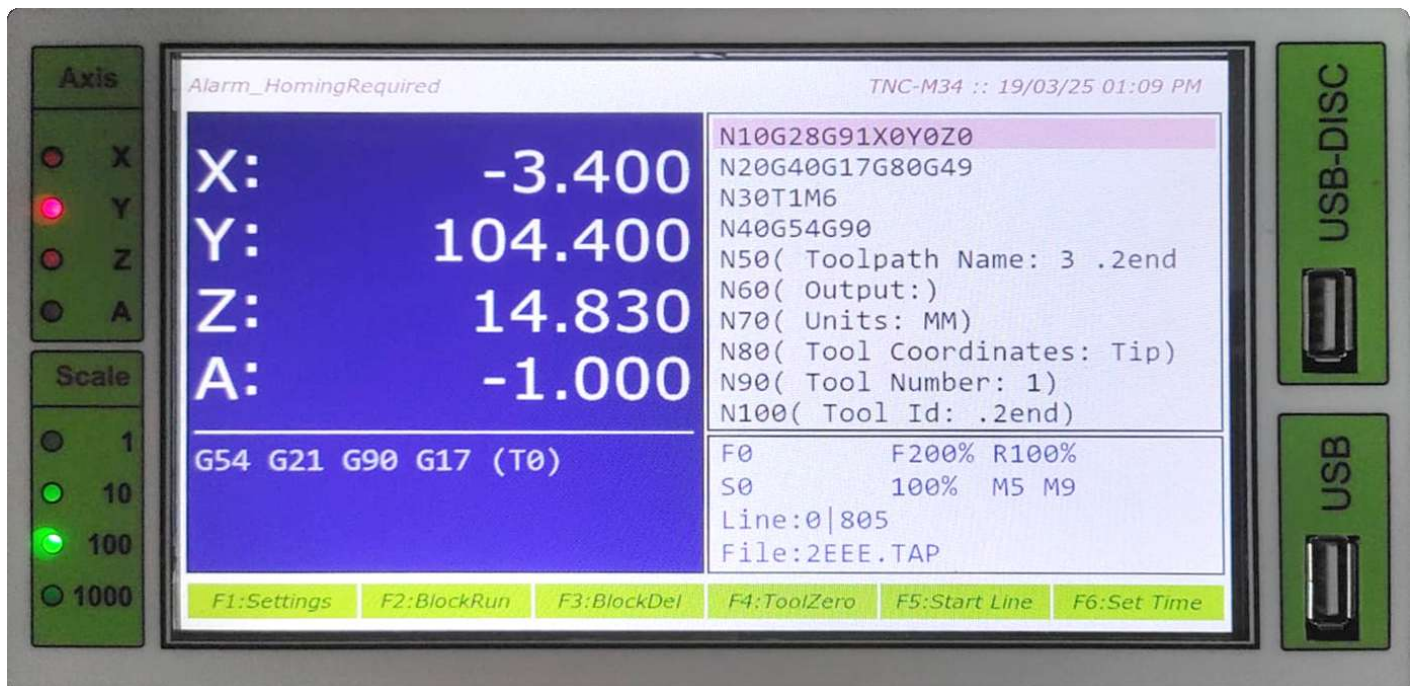 Axis
X
Y
Z
A
Scale
1
10
100
1000
Alarm_HomingRequired
TNC-M34 :: 19/03/25 01:09 PM
X: -3.400
Y: 104.400
Z: 14.830
A: -1.000
G54 G21 G90 G17 (T0)
N10G28G91X0Y0Z0
N20G40G17G80G49
N30T1M6
N40G54G90
N50( Toolpath Name: 3 .2end
N60( Output:)
N70( Units: MM)
N80( Tool Coordinates: Tip)
N90( Tool Number: 1)
N100( Tool Id: .2end)
F0 F200% R100%
S0 100% M5 M9
Line:0|805
File:2EEE.TAP
F1:Settings F2:BlockRun F3:BlockDel F4:ToolZero F5:Start Line F6:Set Time
USB-DISC
USB